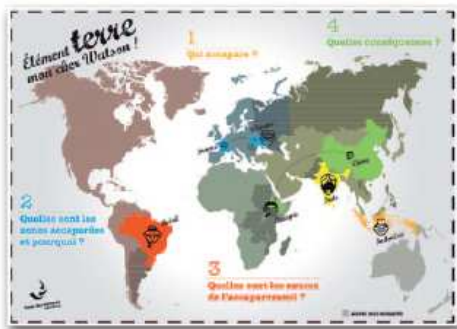 Élément terre
mon cher Watson !
1
Qui accapare ?
4
Quelles conséquences ?
2
Quelles sont les
zones accaparées
et pourquoi ?
3
Quelles sont les causes
de l'accaparement ?
Brésil
Inde
Chine